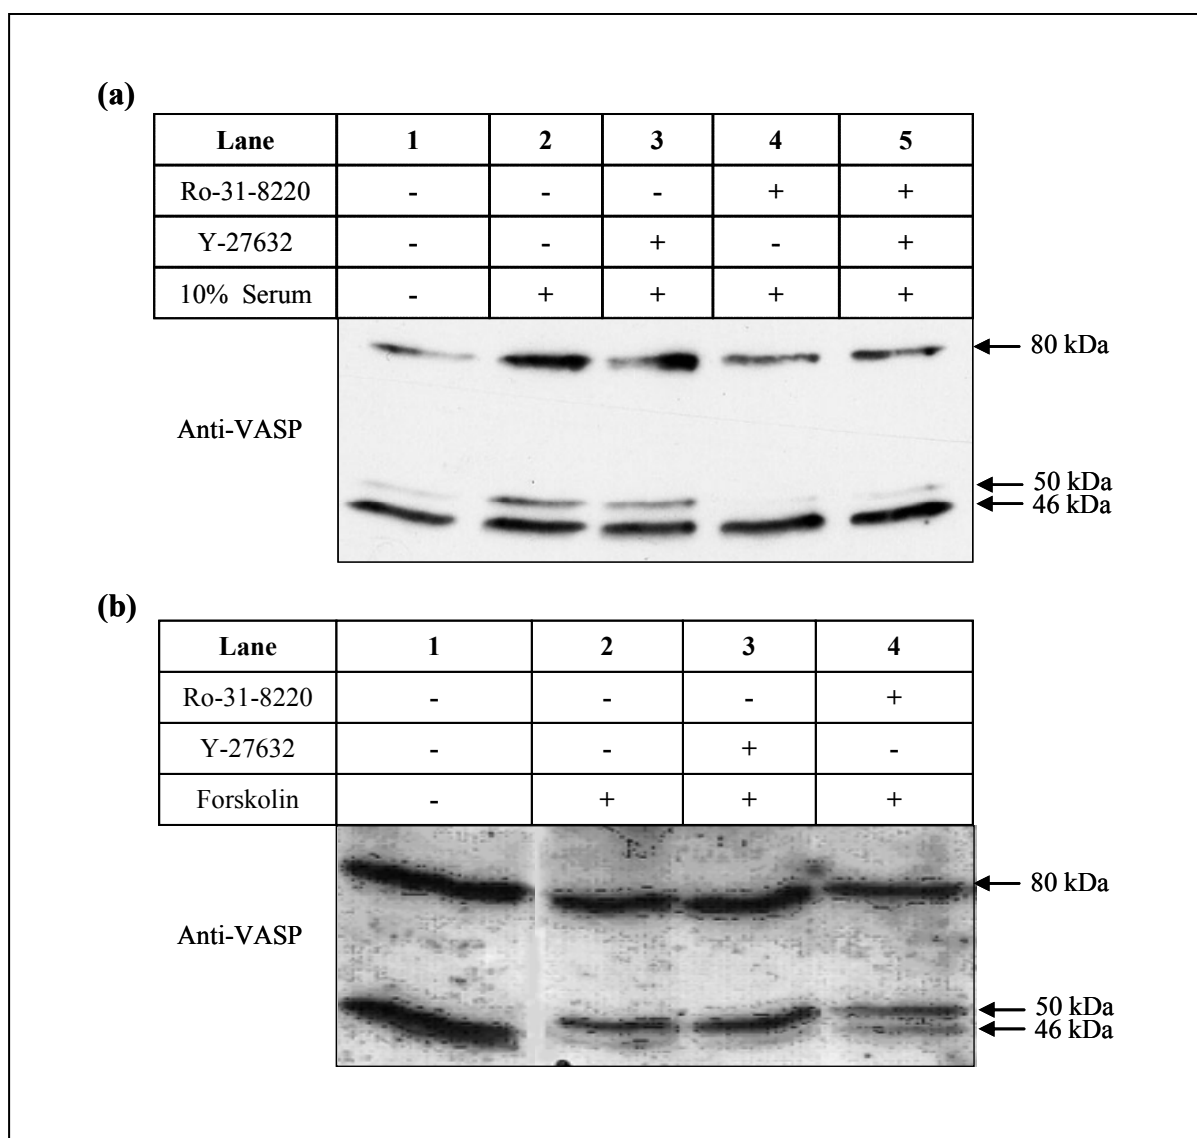 (a)
Lane 1 2 3 4 5
Ro-31-8220 - - - + +
Y-27632 - - + - +
10% Serum - + + + +
80 kDa
Anti-VASP
50 kDa
46 kDa
(b)
Lane 1 2 3 4
Ro-31-8220 - - - +
Y-27632 - - + -
Forskolin - + + +
80 kDa
Anti-VASP
50 kDa
46 kDa